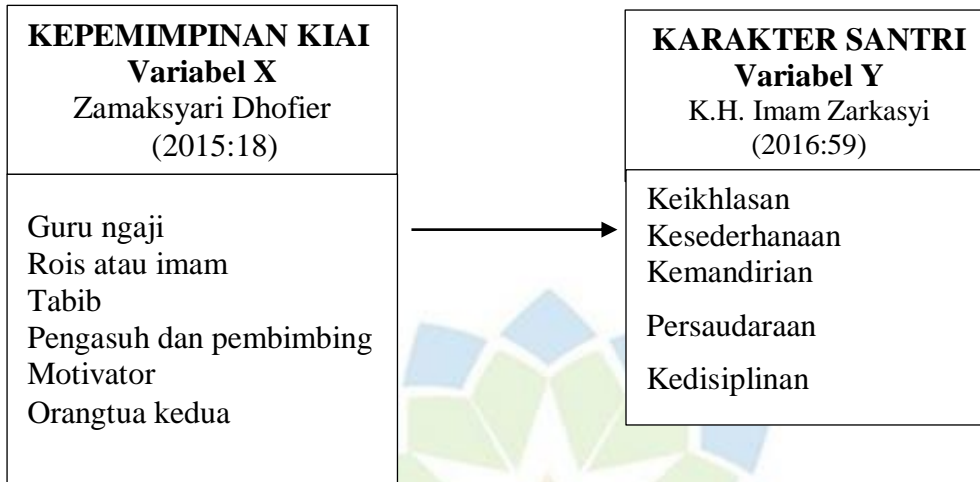 KEPEMIMPINAN KIAI
Variabel X
Zamaksyari Dhofier
(2015:18)
Guru ngaji
Rois atau imam
Tabib
Pengasuh dan pembimbing
Motivator
Orangtua kedua
KARAKTER SANTRI
Variabel Y
K.H. Imam Zarkasyi
(2016:59)
Keikhlasan
Kesederhanaan
Kemandirian
Persaudaraan
Kedisiplinan